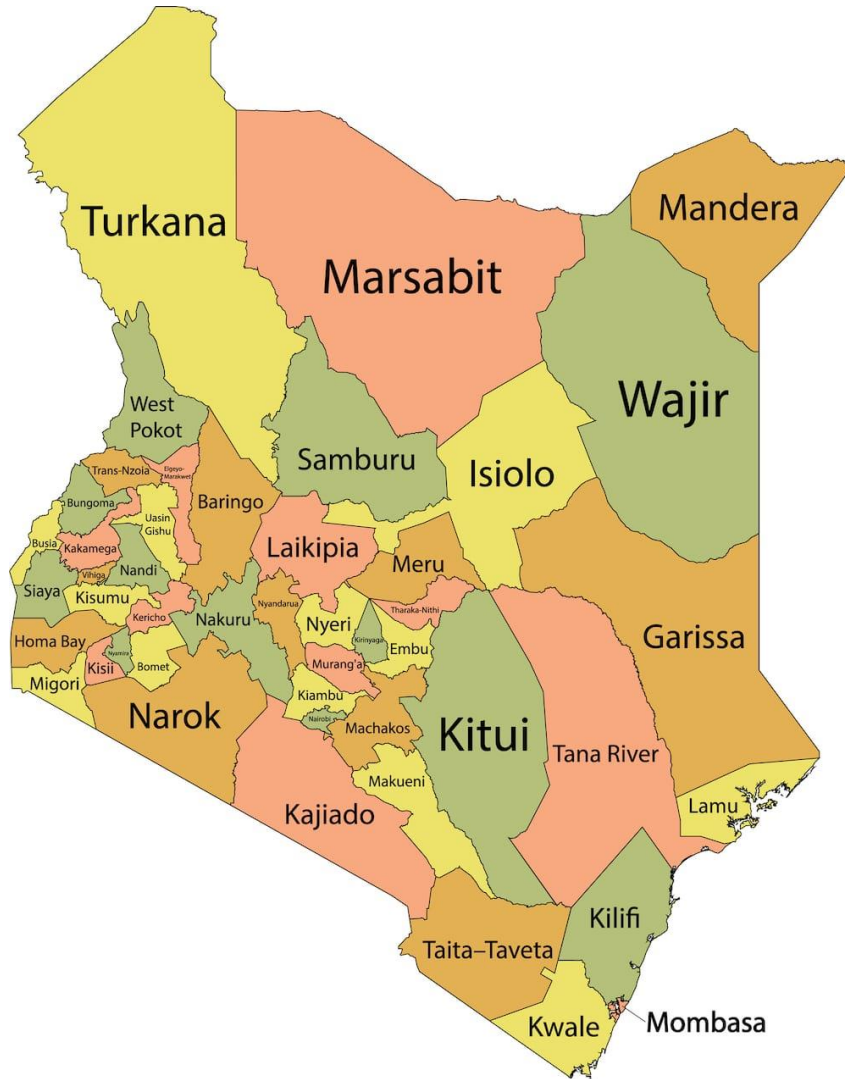 Turkana
Mandera
Marsabit
Wajir
West
Pokot
Samburu
Isiolo
Trans-Nzoia
Elgeyo-
Marakwet
Baringo
Bungoma
Uasin
Gishu
Busia
Kakamega
Laikipia
Meru
Nandi
Vihiga
Siaya
Kisumu
Kericho
Nakuru
Nyandarua
Nyeri
Tharaka-Nithi
Kirinyaga
Embu
Garissa
Homa Bay
Nyamira
Kisii
Bomet
Murang'a
Migori
Narok
Kiambu
Nairobi
Machakos
Kitui
Tana River
Makueni
Kajiado
Lamu
Kilifi
Taita–Taveta
Kwale
Mombasa